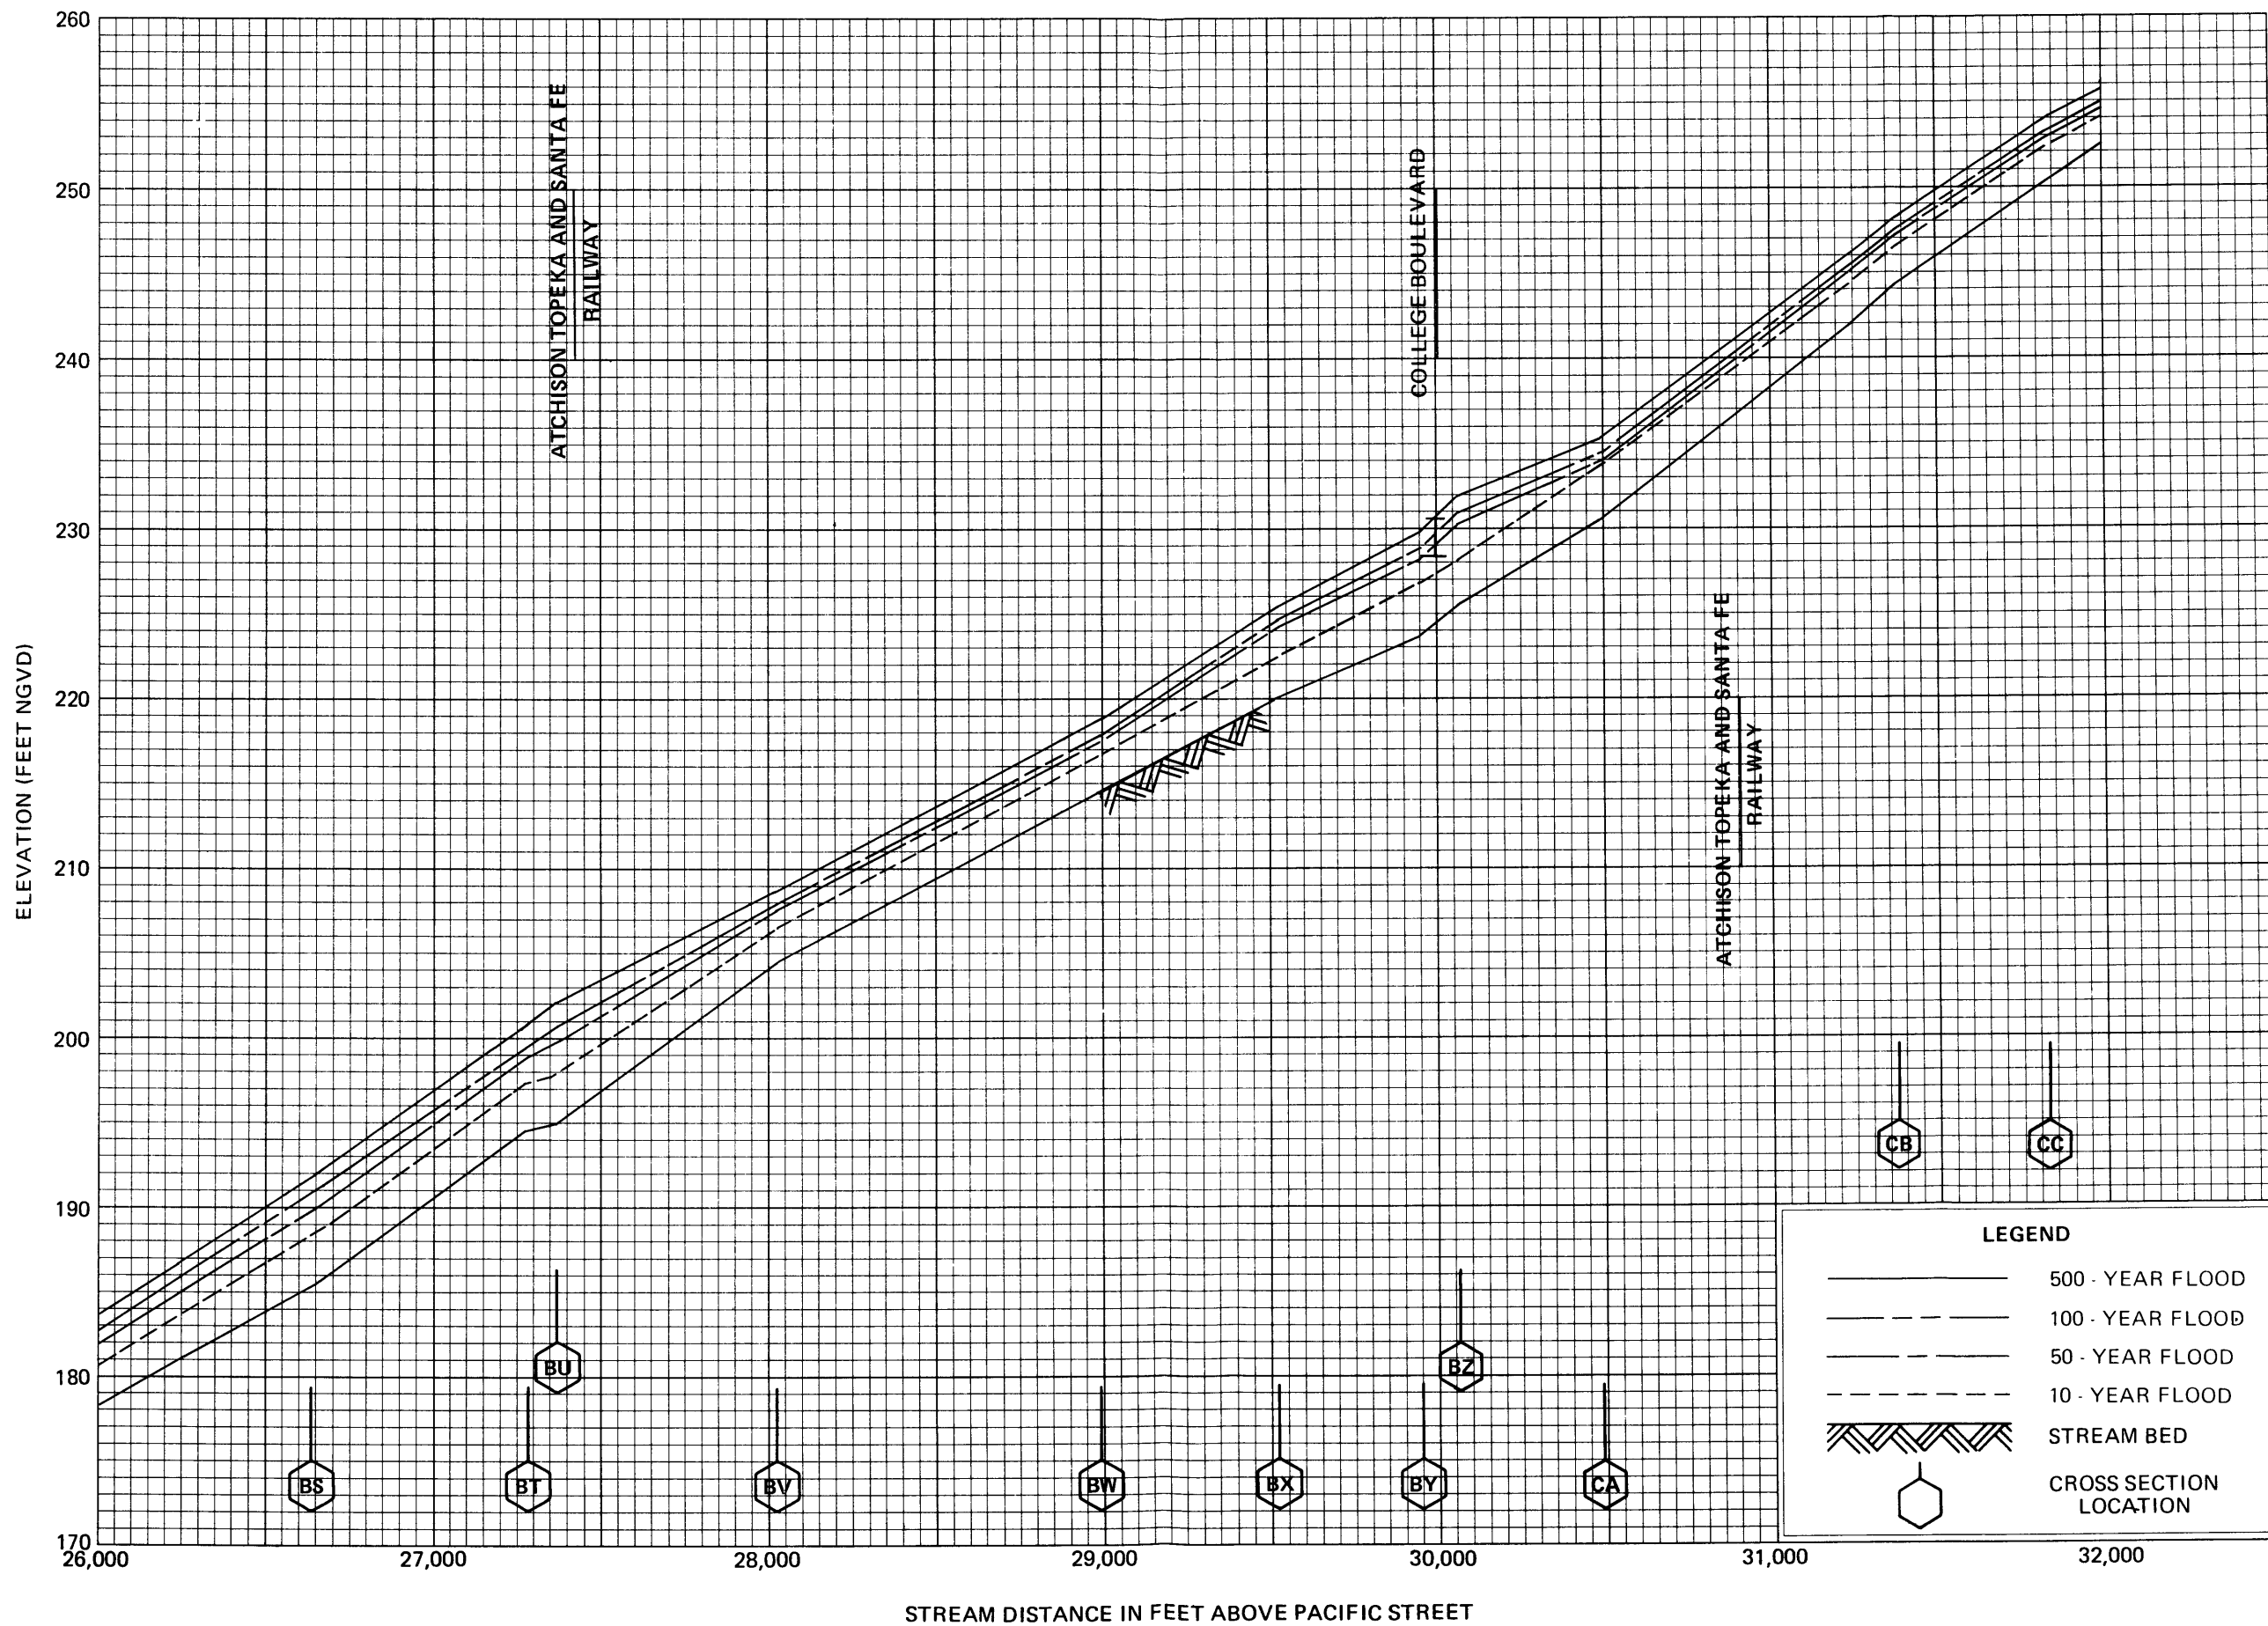 260
250
240
230
220
210
200
190
180
170
ELEVATION (FEET NGVD)
26,000
27,000
28,000
29,000
30,000
31,000
32,000
STREAM DISTANCE IN FEET ABOVE PACIFIC STREET
ATCHISON TOPEKA AND SANTA FE
RAILWAY
COLLEGE BOULEVARD
ATCHISON TOPEKA AND SANTA FE
RAILWAY
CB
CC
BU
BZ
BS
BT
BV
BW
BX
BY
CA
LEGEND
500 - YEAR FLOOD
100 - YEAR FLOOD
50 - YEAR FLOOD
10 - YEAR FLOOD
STREAM BED
CROSS SECTION
LOCATION